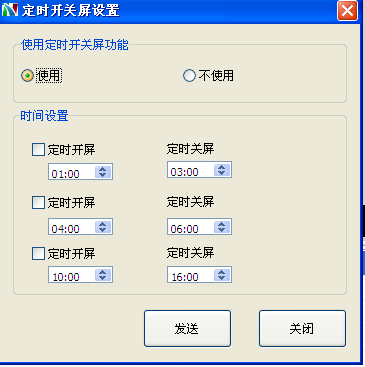 定时开关屏设置
使用定时开关屏功能
使用 不使用
时间设置
定时开屏 定时关屏
01:00 03:00
定时开屏 定时关屏
04:00 06:00
定时开屏 定时关屏
10:00 16:00
发送 关闭